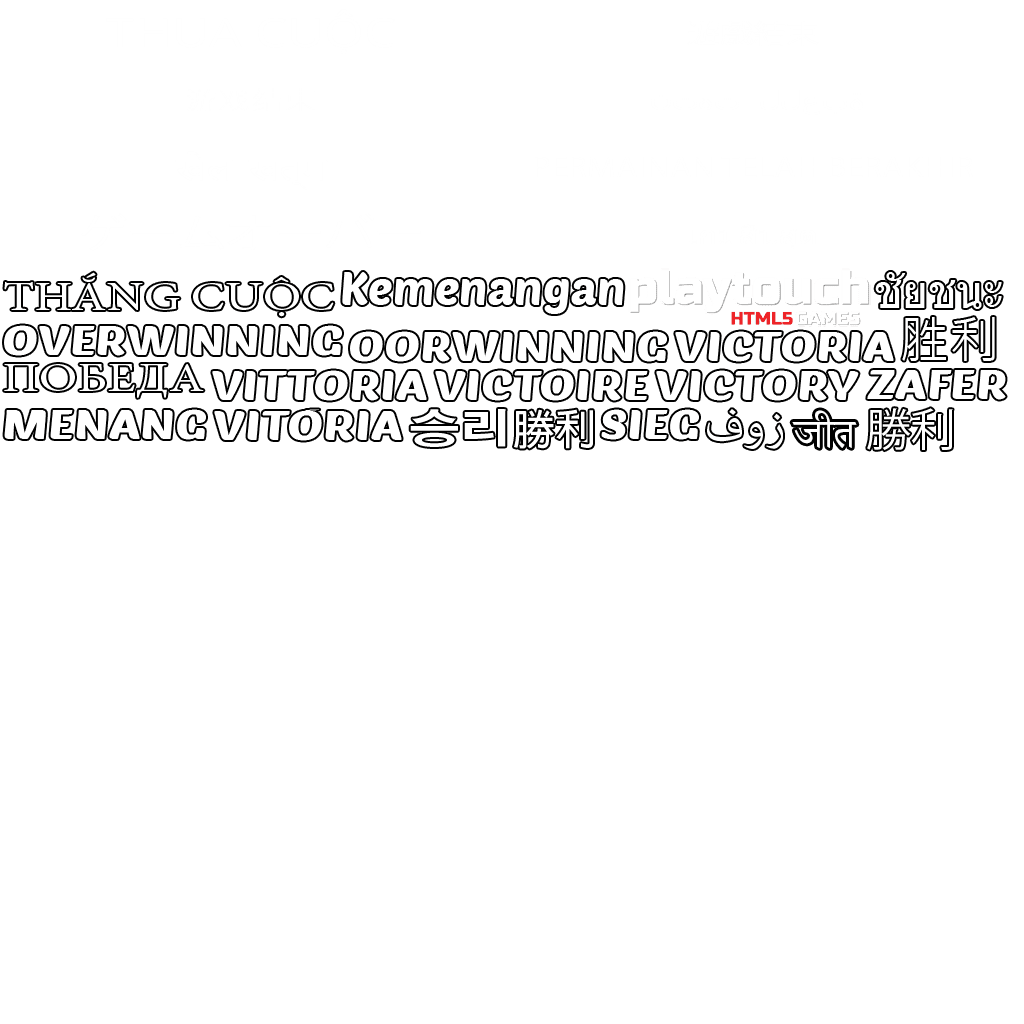 THẮNG CUỘC Kemenangan playtouch ชัยชนะ
HTML5 GAMES
OVERWINNING OORWINNING VICTORIA 胜利
ПОБЕДА VITTORIA VICTOIRE VICTORY ZAFER
MENANG VITÓRIA 승리 勝利 SIEG زوف जीत 勝利